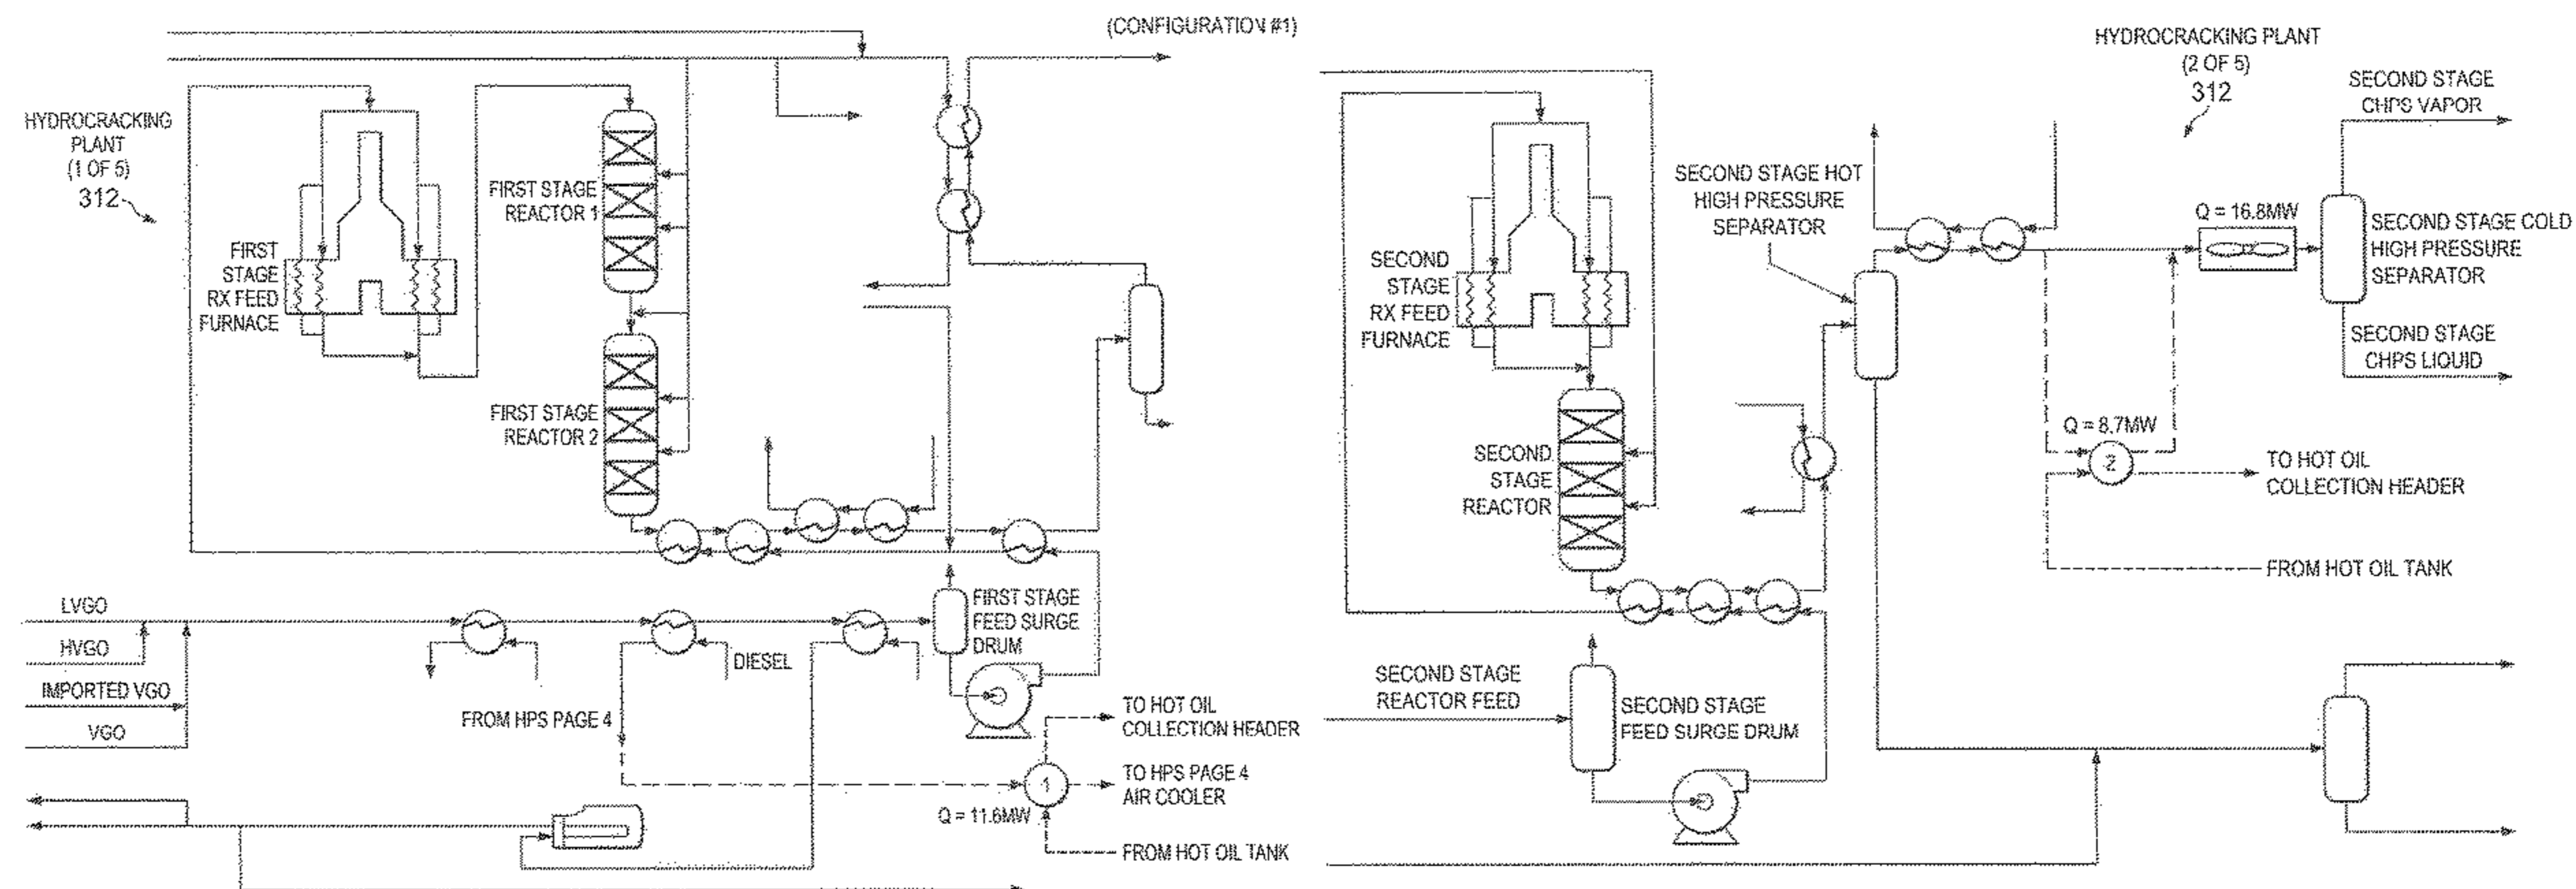 (CONFIGURATION #1)
HYDROCRACKING
PLANT
(1 OF 5)
312
FIRST
STAGE
RX FEED
FURNACE
FIRST STAGE
REACTOR 1
FIRST STAGE
REACTOR 2
LVGO
HVGO
IMPORTED VGO
VGO
DIESEL
FROM HPS PAGE 4
FIRST STAGE
FEED SURGE
DRUM
TO HOT OIL
COLLECTION HEADER
1
TO HPS PAGE 4
AIR COOLER
Q = 11.6MW
FROM HOT OIL TANK
HYDROCRACKING PLANT
(2 OF 5)
312
SECOND STAGE
CHPS VAPOR
SECOND STAGE HOT
HIGH PRESSURE
SEPARATOR
Q = 16.8MW
SECOND STAGE COLD
HIGH PRESSURE
SEPARATOR
SECOND
STAGE
RX FEED
FURNACE
SECOND STAGE
CHPS LIQUID
Q = 8.7MW
2
TO HOT OIL
COLLECTION HEADER
SECOND
STAGE
REACTOR
FROM HOT OIL TANK
SECOND STAGE
REACTOR FEED
SECOND STAGE
FEED SURGE DRUM